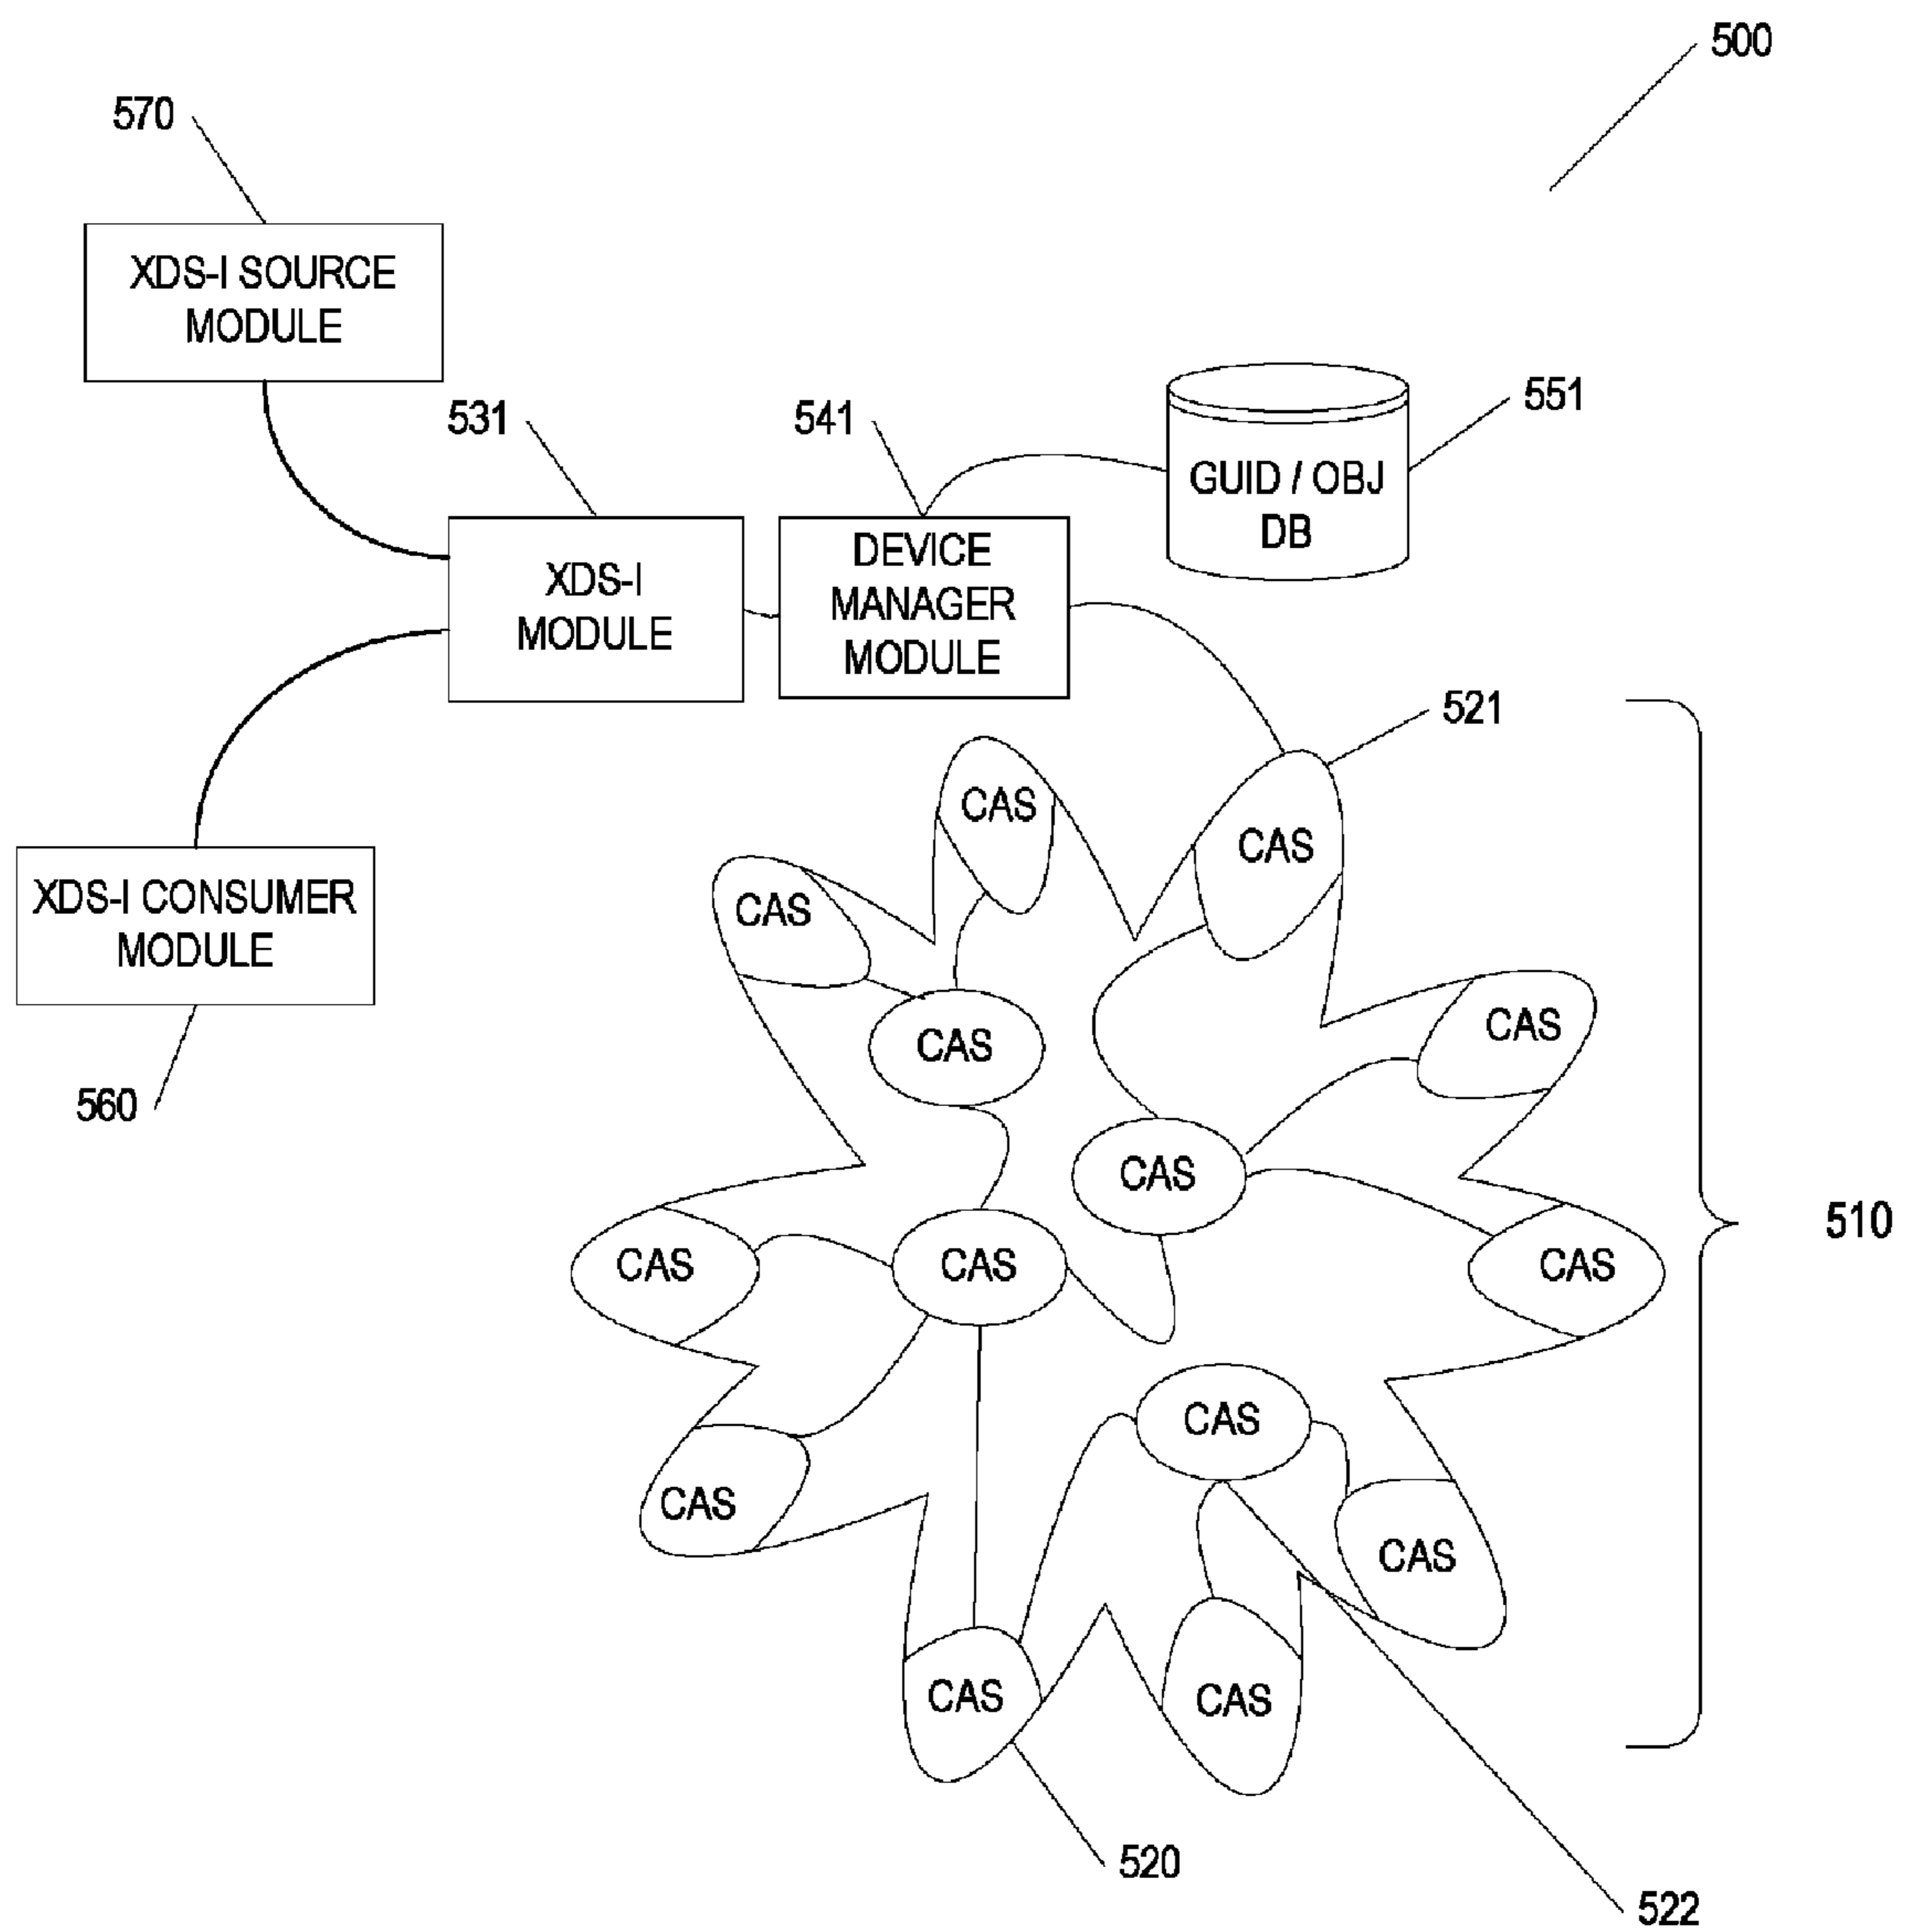 500
570
XDS-I SOURCE
MODULE
531
541
551
GUID / OBJ
DB
XDS-I
MODULE
DEVICE
MANAGER
MODULE
521
CAS
CAS
XDS-I CONSUMER
MODULE
CAS
CAS
CAS
560
CAS
510
CAS
CAS
CAS
CAS
CAS
CAS
CAS
CAS
520
522